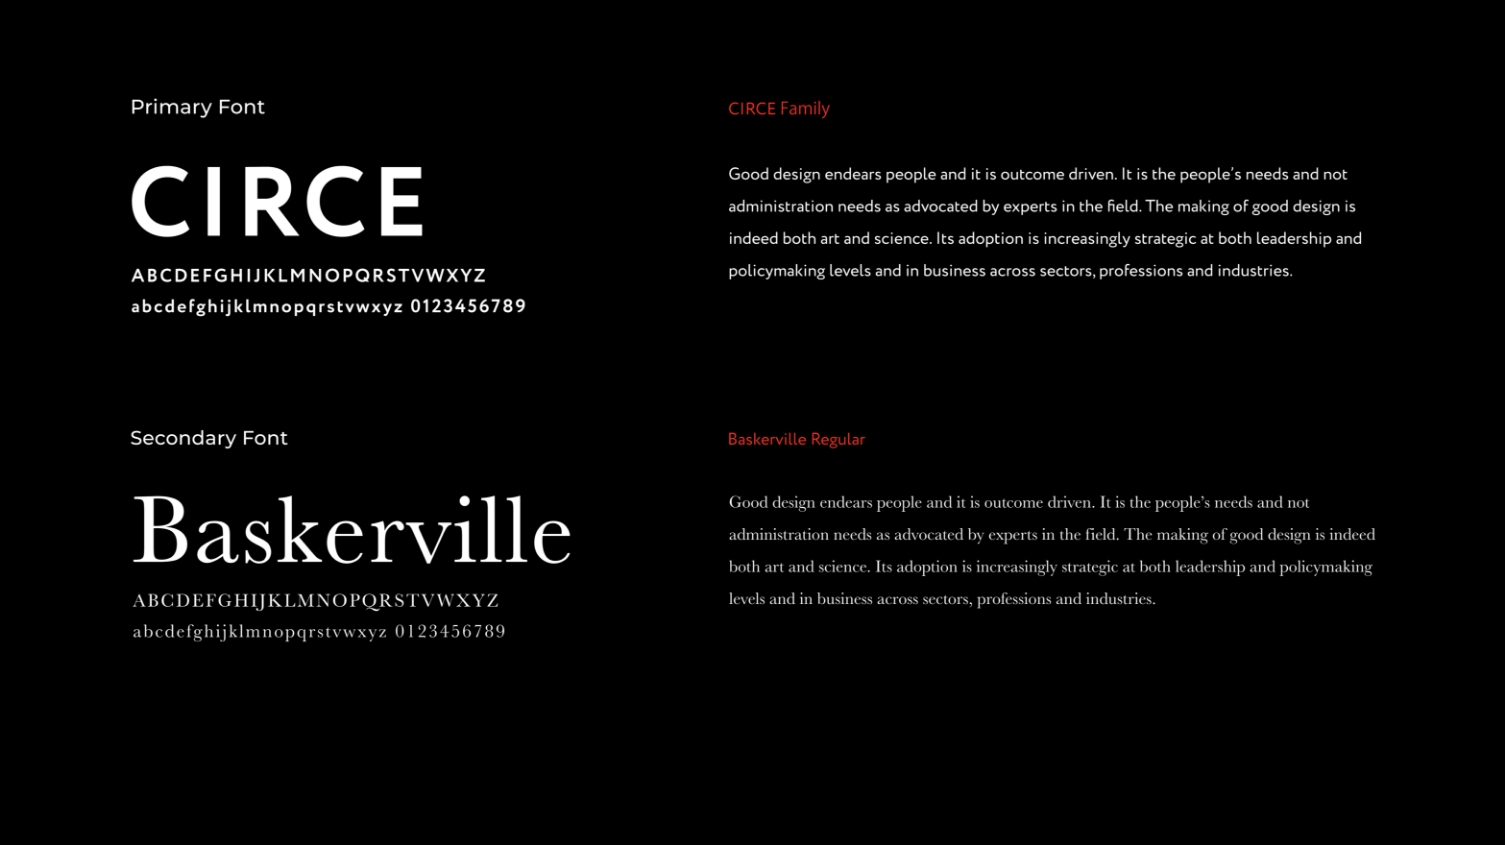 Primary Font
CIRCE
ABCDEFGHIJKLMNOPQRSTVWXYZ
abcdefghijklmnopqrstvwxyz 0123456789
CIRCE Family
Good design endears people and it is outcome driven. It is the people’s needs and not
administration needs as advocated by experts in the field. The making of good design is
indeed both art and science. Its adoption is increasingly strategic at both leadership and
policymaking levels and in business across sectors, professions and industries.
Secondary Font
Baskerville
ABCDEFGHIJKLMNOPQRSTVWXYZ
abcdefghijklmnopqrstvwxyz 0123456789
Baskerville Regular
Good design endears people and it is outcome driven. It is the people’s needs and not
administration needs as advocated by experts in the field. The making of good design is indeed
both art and science. Its adoption is increasingly strategic at both leadership and policymaking
levels and in business across sectors, professions and industries.